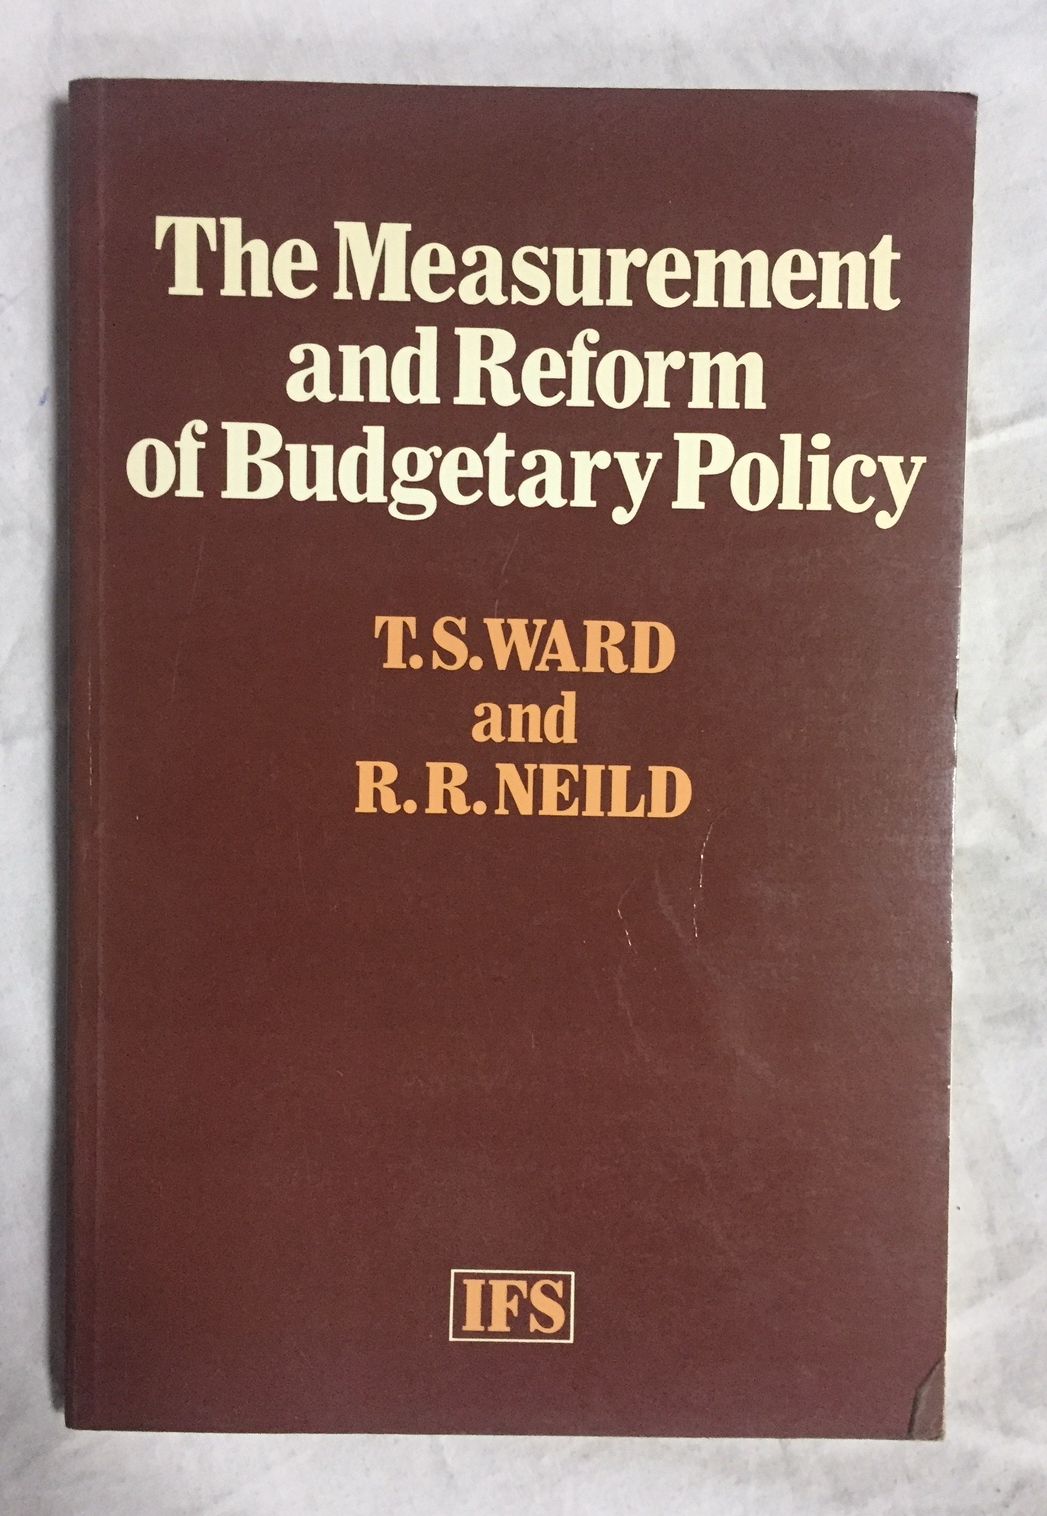 The Measurement
and Reform
of Budgetary Policy
T. S. WARD
and
R. R. NEILD
IFS